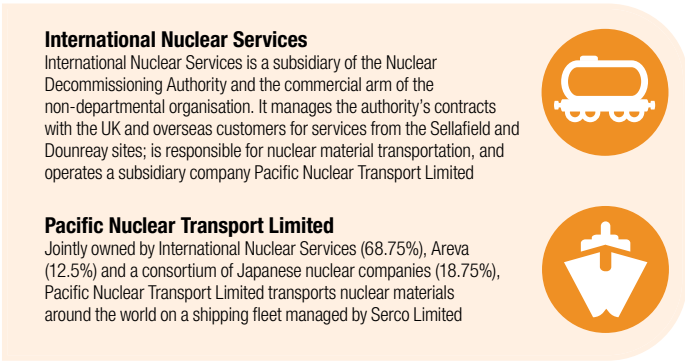 International Nuclear Services
International Nuclear Services is a subsidiary of the Nuclear
Decommissioning Authority and the commercial arm of the
non-departmental organisation. It manages the authority's contracts
with the UK and overseas customers for services from the Sellafield and
Dounreay sites; is responsible for nuclear material transportation, and
operates a subsidiary company Pacific Nuclear Transport Limited
Pacific Nuclear Transport Limited
Jointly owned by International Nuclear Services (68.75%), Areva
(12.5%) and a consortium of Japanese nuclear companies (18.75%),
Pacific Nuclear Transport Limited transports nuclear materials
around the world on a shipping fleet managed by Serco Limited